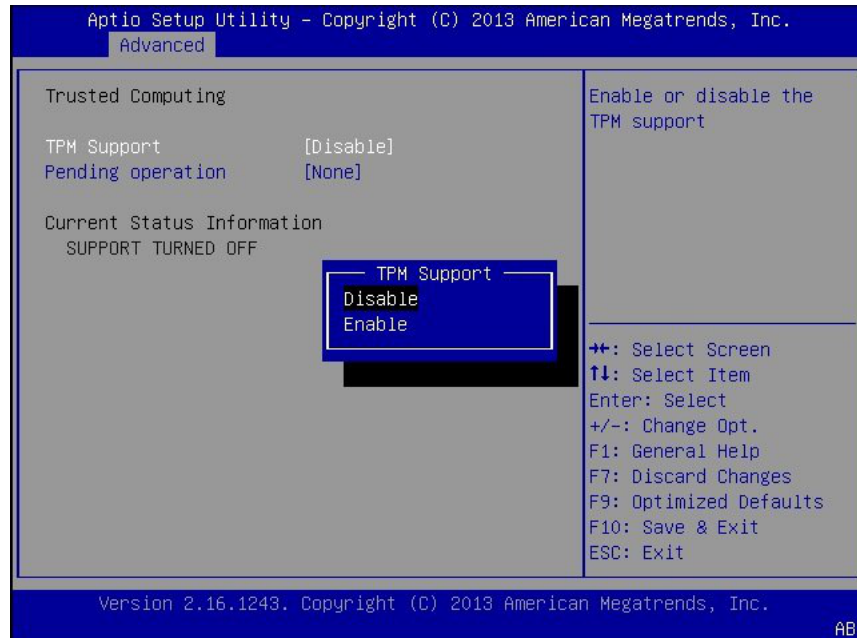 Aptio Setup Utility – Copyright (C) 2013 American Megatrends, Inc.
Advanced
Trusted Computing
TPM Support [Disable]
Pending operation [None]
Current Status Information
SUPPORT TURNED OFF
TPM Support
Disable
Enable
Enable or disable the
TPM support
→←: Select Screen
↑↓: Select Item
Enter: Select
+/-: Change Opt.
F1: General Help
F7: Discard Changes
F9: Optimized Defaults
F10: Save & Exit
ESC: Exit
Version 2.16.1243. Copyright (C) 2013 American Megatrends, Inc.
AB